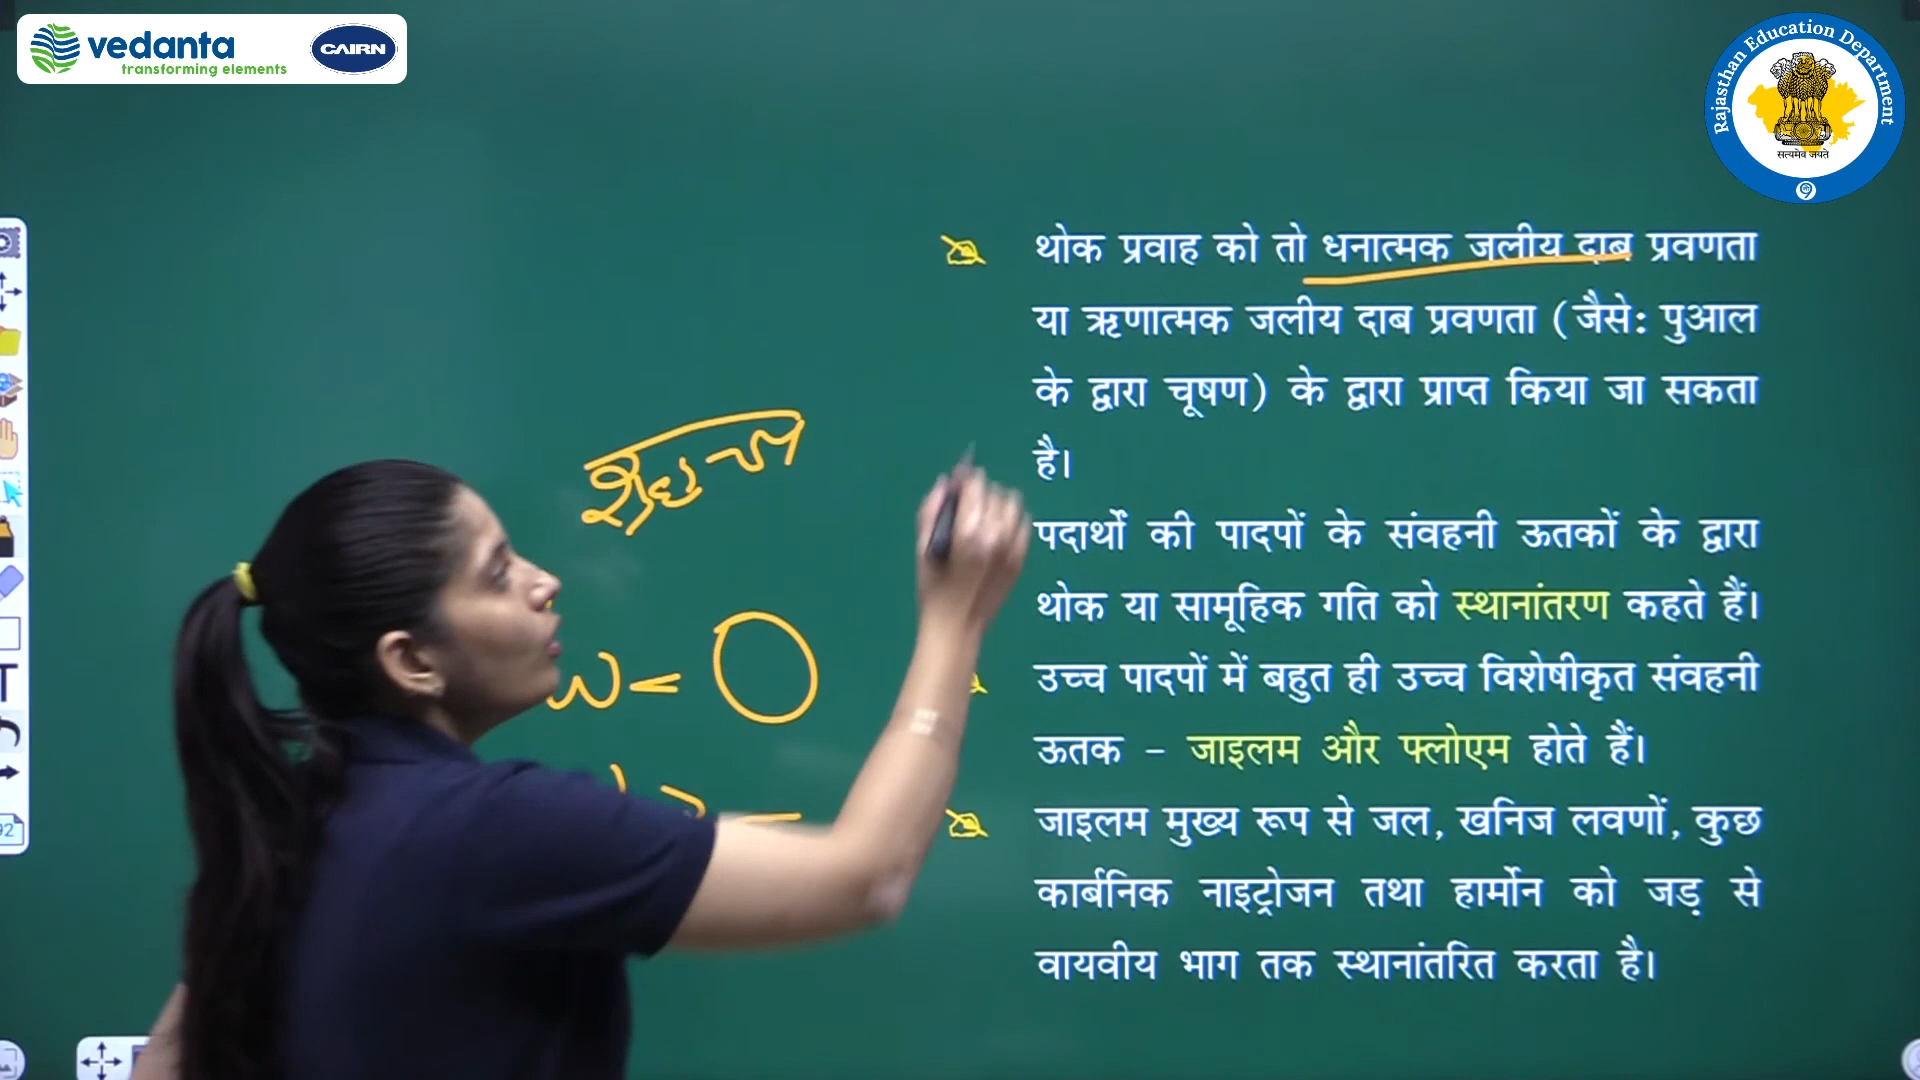 vedanta
transforming elements
CAIRN
Rajasthan Education Department
सत्यमेव जयते
थोक प्रवाह को तो धनात्मक जलीय दाब प्रवणता
या ऋणात्मक जलीय दाब प्रवणता (जैसे: पुआल
के द्वारा चूषण) के द्वारा प्राप्त किया जा सकता
है।
पदार्थों की पादपों के संवहनी ऊतकों के द्वारा
थोक या सामूहिक गति को स्थानांतरण कहते हैं।
उच्च पादपों में बहुत ही उच्च विशेषीकृत संवहनी
ऊतक – जाइलम और फ्लोएम होते हैं।
जाइलम मुख्य रूप से जल, खनिज लवणों, कुछ
कार्बनिक नाइट्रोजन तथा हार्मोन को जड़ से
वायवीय भाग तक स्थानांतरित करता है।
w = 0
T
92